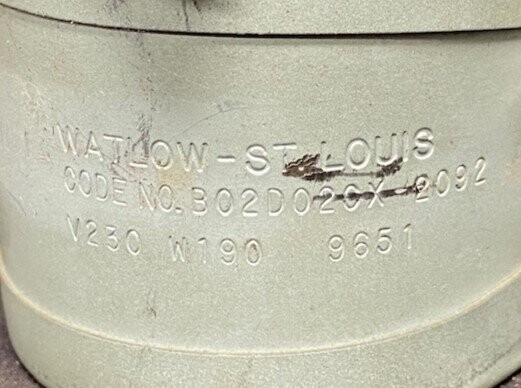 WATLOW-ST. LOUIS
CODE NO. B02D02CX-2092
V230 W190 9651